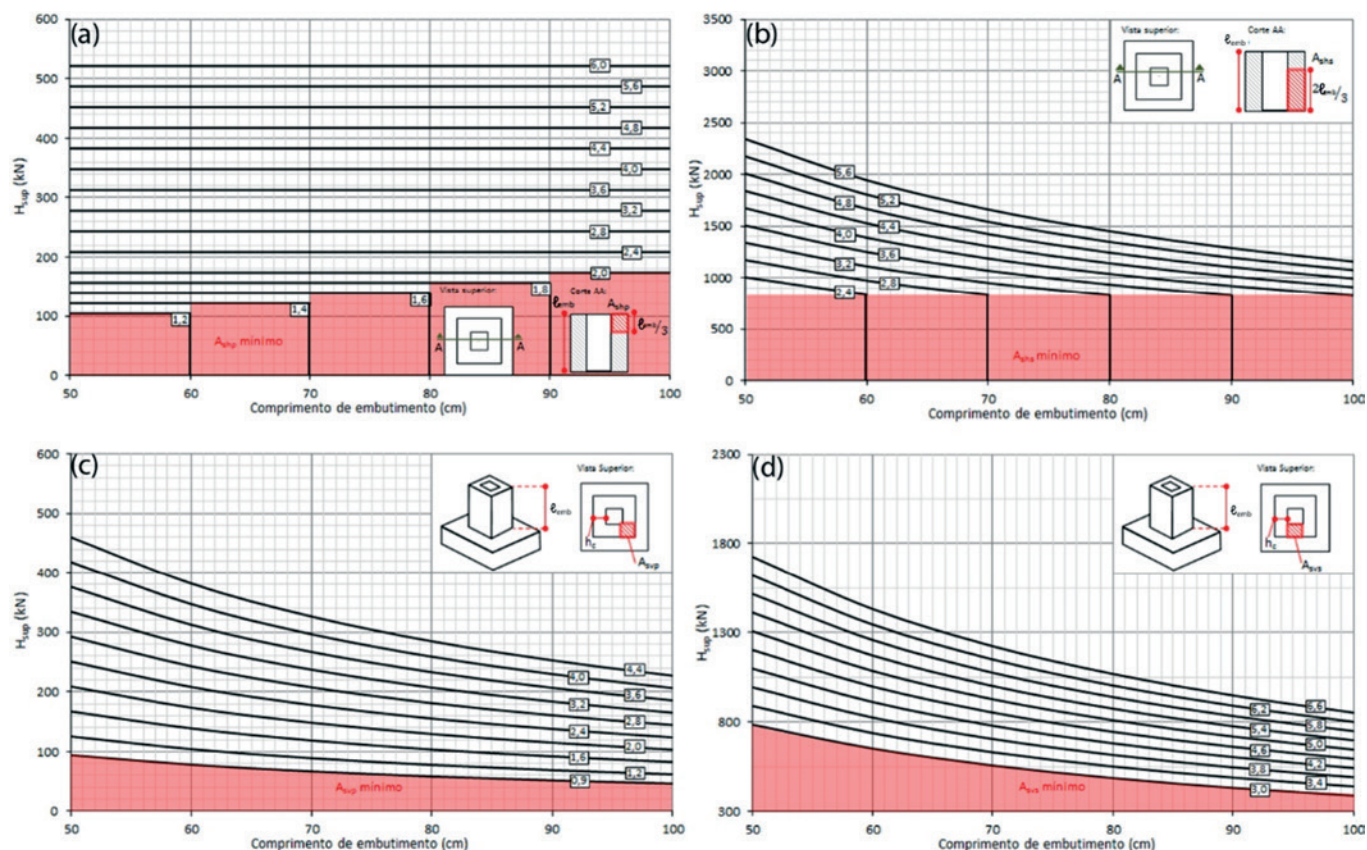 (a)
600
500
400
300
200
100
0
H_sup (kN)
6,0
5,6
5,2
4,8
4,4
4,0
3,6
3,2
2,8
2,4
2,0
1,8
1,6
1,4
1,2
A_shp mínimo
Vista superior:
A A
Corte AA:
ℓemb
A_shp
ℓemb/3
50 60 70 80 90 100
Comprimento de embutimento (cm)
(b)
3500
3000
2500
2000
1500
1000
500
0
H_sup (kN)
Vista superior:
A A
Corte AA:
ℓemb.
A_shs
2ℓemb/3
5,6
5,2
4,8
4,4
4,0
3,6
3,2
2,8
2,4
A_shs mínimo
50 60 70 80 90 100
Comprimento de embutimento (cm)
(c)
600
500
400
300
200
100
0
H_sup (kN)
ℓemb
Vista Superior:
h_c
A_svp
4,4
4,0
3,6
3,2
2,8
2,4
2,0
1,6
1,2
0,9
A_svp mínimo
50 60 70 80 90 100
Comprimento de embutimento (cm)
(d)
2300
1800
1300
800
300
H_sup (kN)
ℓemb
Vista Superior:
h_c
A_svs
6,6
6,2
5,8
5,4
5,0
4,6
4,2
3,8
3,4
3,0
A_svs mínimo
50 60 70 80 90 100
Comprimento de embutimento (cm)